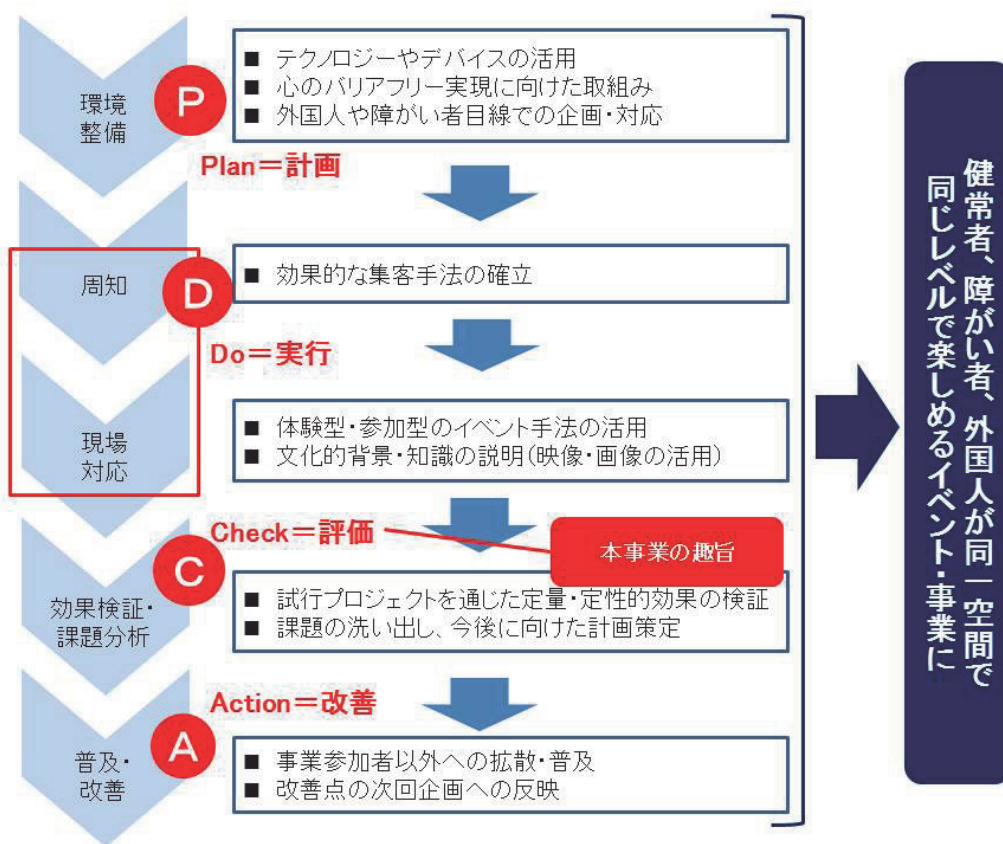 環境
整備
P
■ テクノロジーやデバイスの活用
■ 心のバリアフリー実現に向けた取組み
■ 外国人や障がい者目線での企画・対応
Plan＝計画
周知
D
■ 効果的な集客手法の確立
Do＝実行
現場
対応
■ 体験型・参加型のイベント手法の活用
■ 文化的背景・知識の説明(映像・画像の活用)
Check＝評価
本事業の趣旨
C
効果検証・
課題分析
■ 試行プロジェクトを通じた定量・定性的効果の検証
■ 課題の洗い出し、今後に向けた計画策定
Action＝改善
A
普及・
改善
■ 事業参加者以外への拡散・普及
■ 改善点の次回企画への反映
健常者、障がい者、外国人が同一空間で
同じレベルで楽しめるイベント・事業に